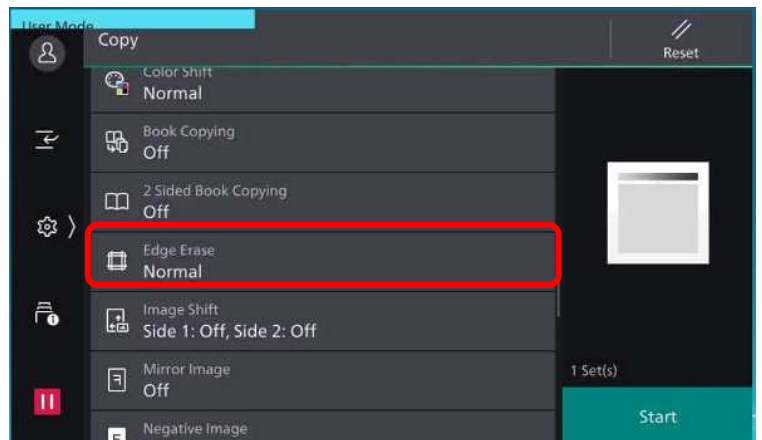 User Mode
Copy
Reset
Color Shift
Normal
Book Copying
Off
2 Sided Book Copying
Off
Edge Erase
Normal
Image Shift
Side 1: Off, Side 2: Off
Mirror Image
Off
Negative Image
1 Set(s)
Start